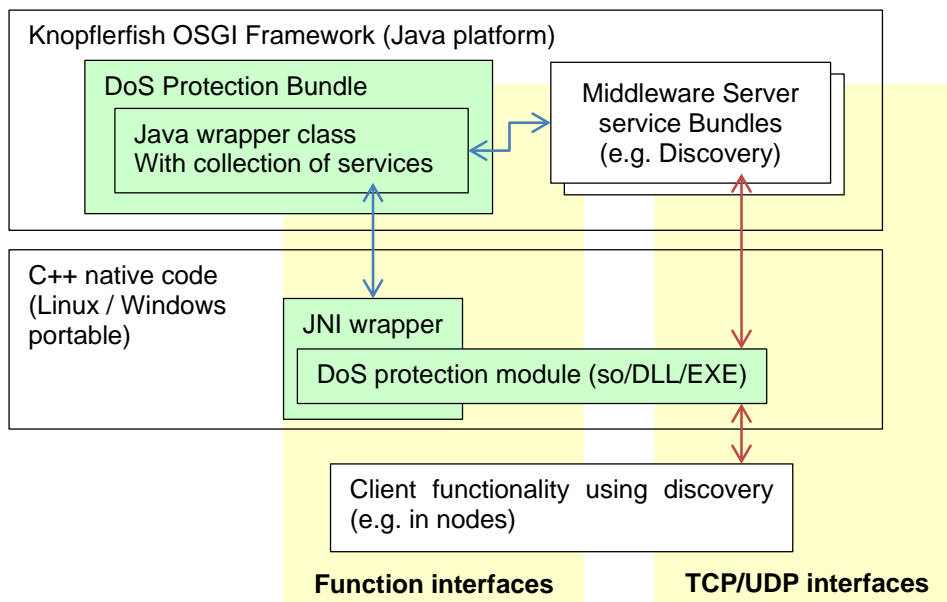 Knopflerfish OSGI Framework (Java platform)
DoS Protection Bundle
Java wrapper class
With collection of services
Middleware Server
service Bundles
(e.g. Discovery)
C++ native code
(Linux / Windows
portable)
JNI wrapper
DoS protection module (so/DLL/EXE)
Client functionality using discovery
(e.g. in nodes)
Function interfaces
TCP/UDP interfaces